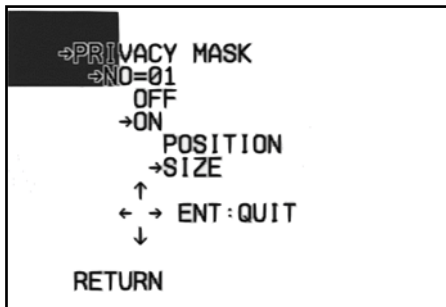 →PRIVACY MASK
→NO=01
OFF
→ON
POSITION
→SIZE
↑
← → ENT:QUIT
↓
RETURN